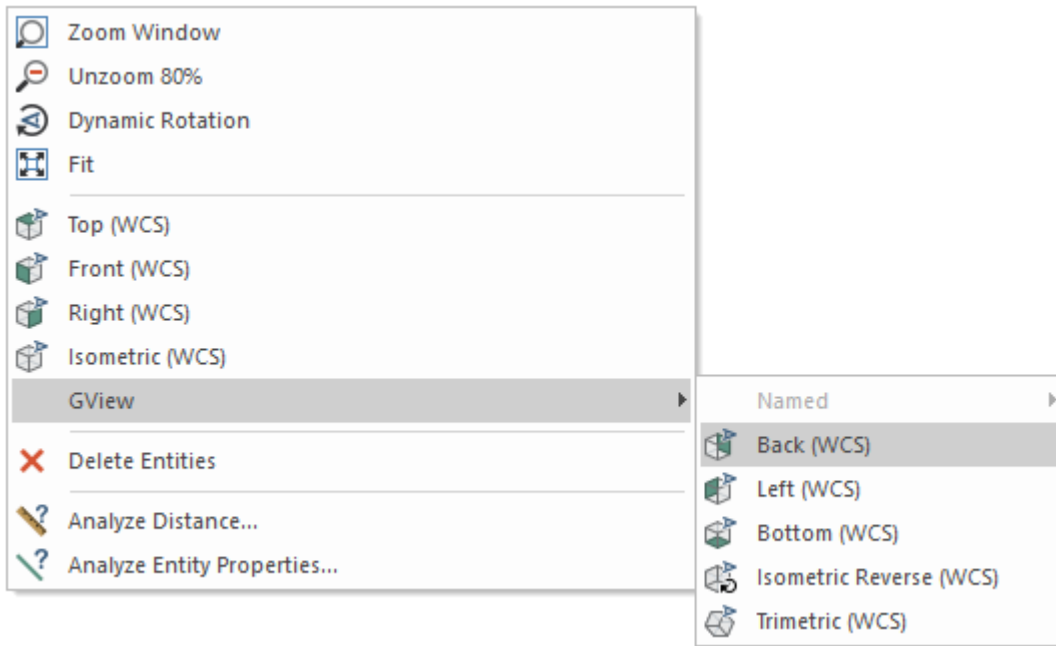 Zoom Window
Unzoom 80%
Dynamic Rotation
Fit
Top (WCS)
Front (WCS)
Right (WCS)
Isometric (WCS)
GView
Delete Entities
Analyze Distance...
Analyze Entity Properties...
Named
Back (WCS)
Left (WCS)
Bottom (WCS)
Isometric Reverse (WCS)
Trimetric (WCS)